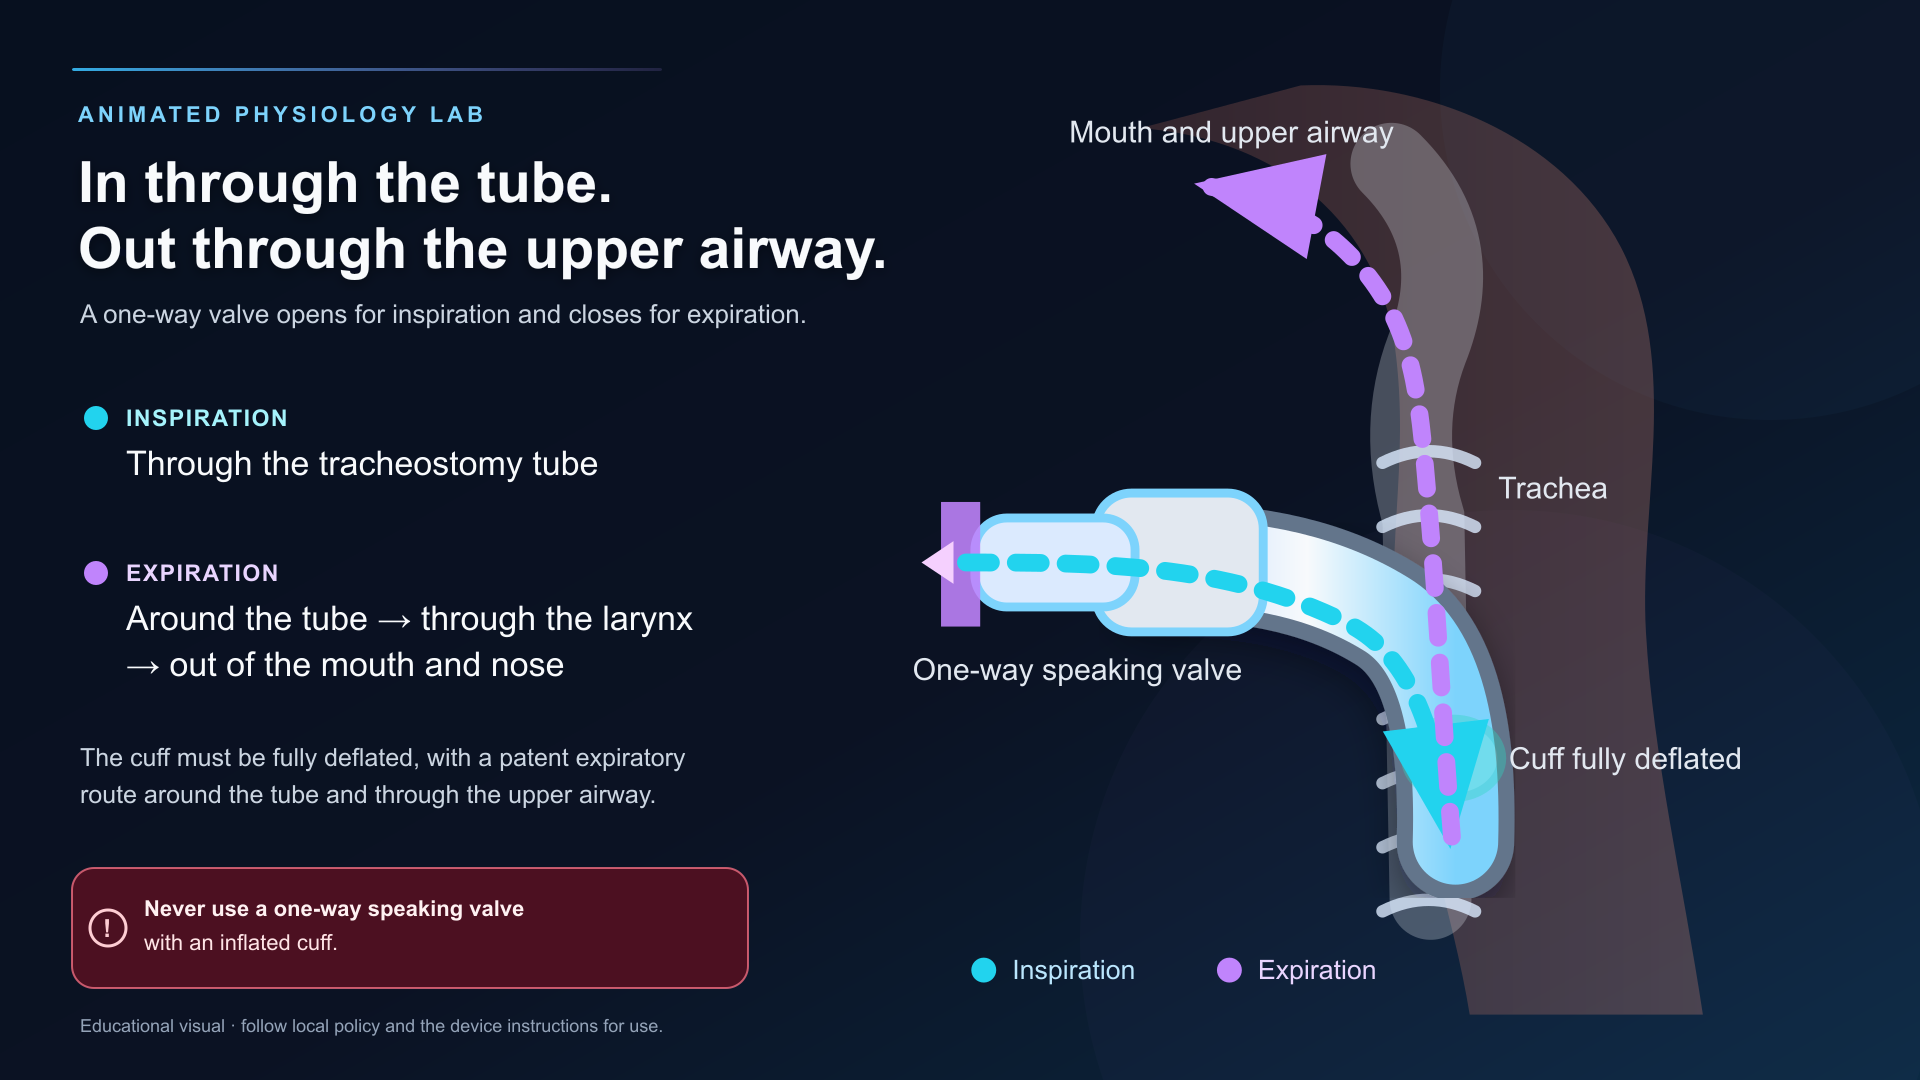 ANIMATED PHYSIOLOGY LAB
In through the tube.
Out through the upper airway.
A one-way valve opens for inspiration and closes for expiration.
INSPIRATION
Through the tracheostomy tube
EXPIRATION
Around the tube → through the larynx
→ out of the mouth and nose
The cuff must be fully deflated, with a patent expiratory
route around the tube and through the upper airway.
!
Never use a one-way speaking valve
with an inflated cuff.
Educational visual · follow local policy and the device instructions for use.
Mouth and upper airway
Trachea
One-way speaking valve
Cuff fully deflated
Inspiration
Expiration